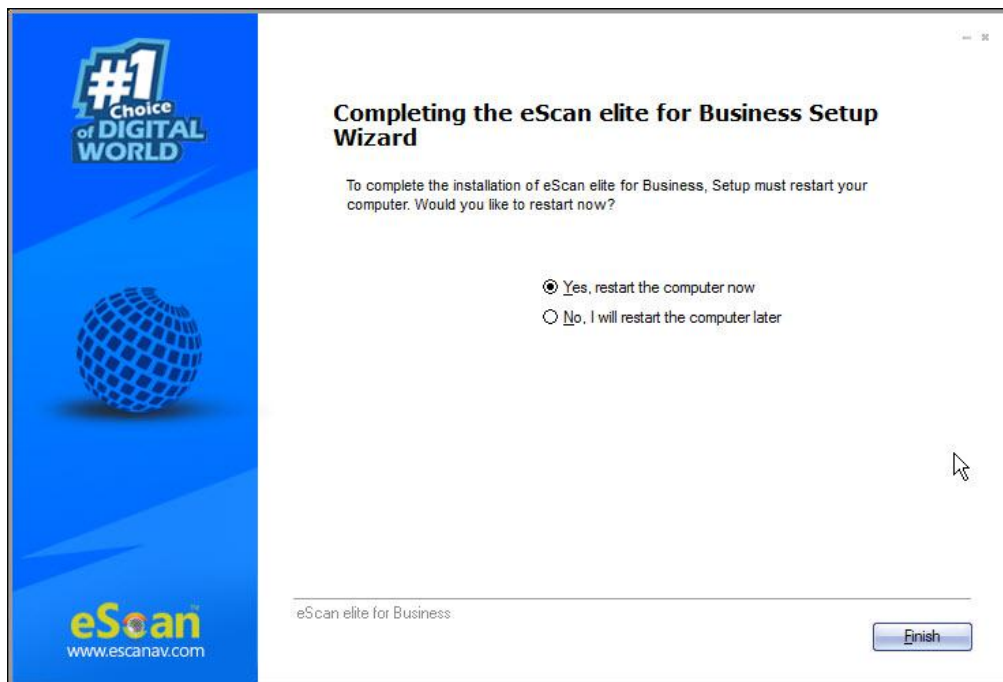 #1
Choice
of DIGITAL
WORLD
Completing the eScan elite for Business Setup
Wizard
To complete the installation of eScan elite for Business, Setup must restart your
computer. Would you like to restart now?
Yes, restart the computer now
No, I will restart the computer later
eScan™
www.escanav.com
eScan elite for Business
Finish